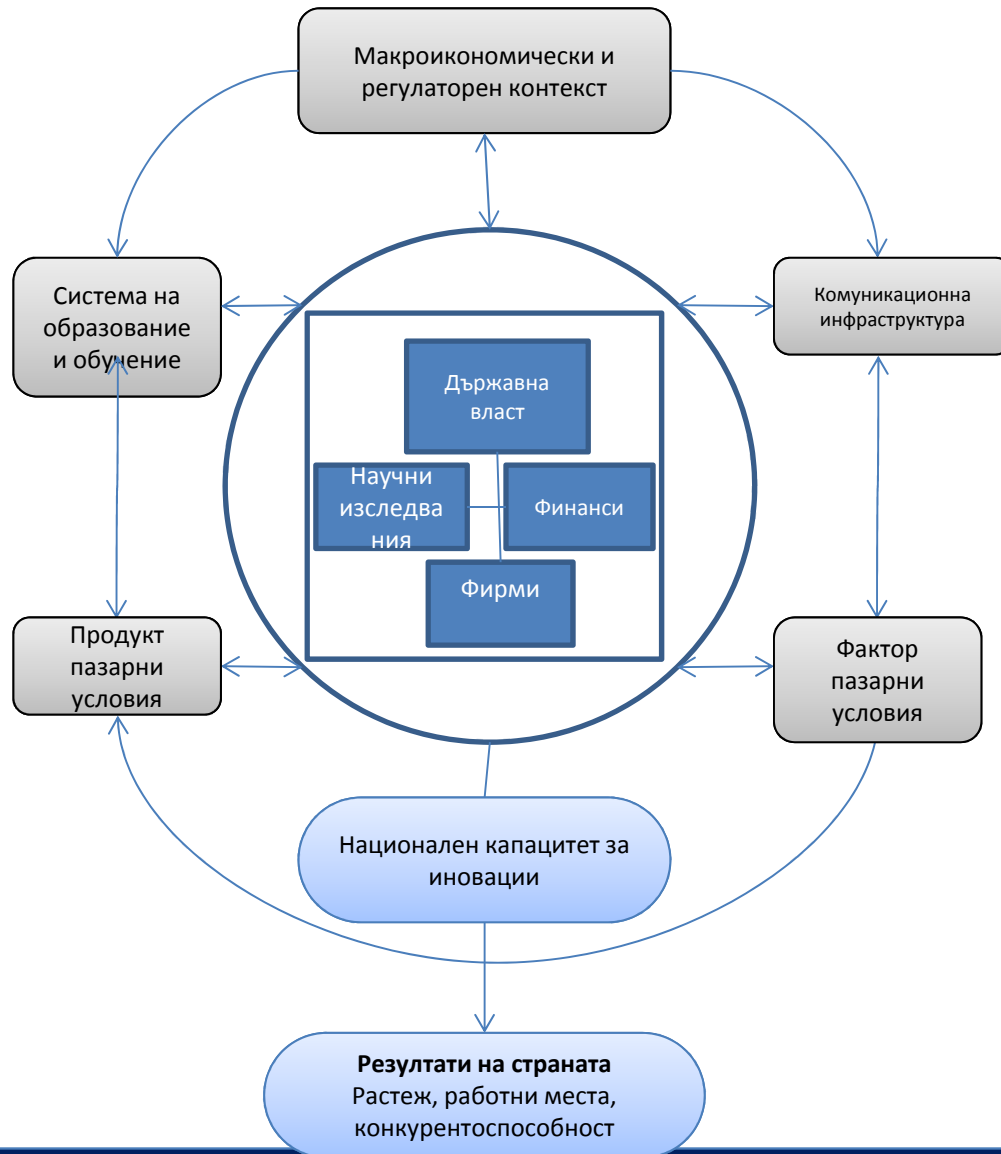 Макроикономически и
регулаторен контекст
Система на
образование
и обучение
Комуникационна
инфраструктура
Държавна
власт
Научни
изследва
ния
Финанси
Фирми
Продукт
пазарни
условия
Фактор
пазарни
условия
Национален капацитет за
иновации
Резултати на страната
Растеж, работни места,
конкурентоспособност